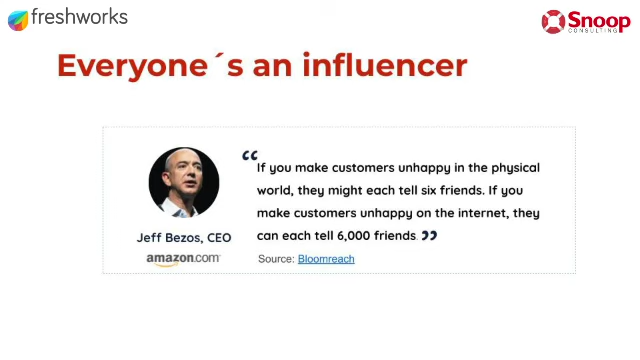 freshworks
Snoop
CONSULTING
Everyone´s an influencer
“If you make customers unhappy in the physical
world, they might each tell six friends. If you
make customers unhappy on the internet, they
can each tell 6,000 friends.”
Jeff Bezos, CEO
amazon.com
Source: Bloomreach